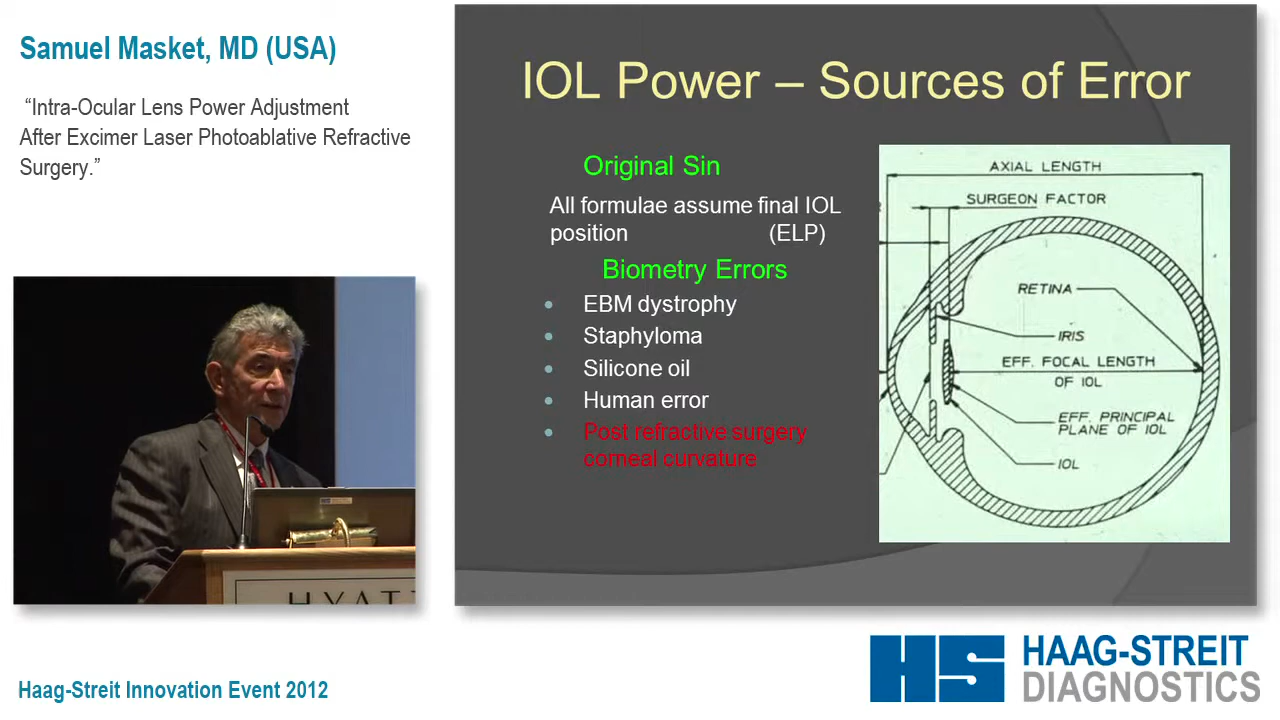 Samuel Masket, MD (USA)
“Intra-Ocular Lens Power Adjustment
After Excimer Laser Photoablative Refractive
Surgery.”
IOL Power – Sources of Error
Original Sin
All formulae assume final IOL
position (ELP)
Biometry Errors
• EBM dystrophy
• Staphyloma
• Silicone oil
• Human error
• Post refractive surgery
corneal curvature
AXIAL LENGTH
SURGEON FACTOR
RETINA
IRIS
EFF. FOCAL LENGTH
OF IOL
EFF. PRINCIPAL
PLANE OF IOL
IOL
HYATT
Haag-Streit Innovation Event 2012
HS HAAG-STREIT
DIAGNOSTICS